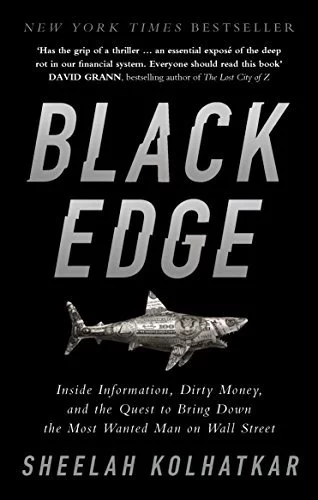 NEW YORK TIMES BESTSELLER
‘Has the grip of a thriller ... an essential exposé of the deep
rot in our financial system. Everyone should read this book’
DAVID GRANN, bestselling author of The Lost City of Z
BLACK
EDGE
100
Inside Information, Dirty Money,
and the Quest to Bring Down
the Most Wanted Man on Wall Street
SHEELAH KOLHATKAR